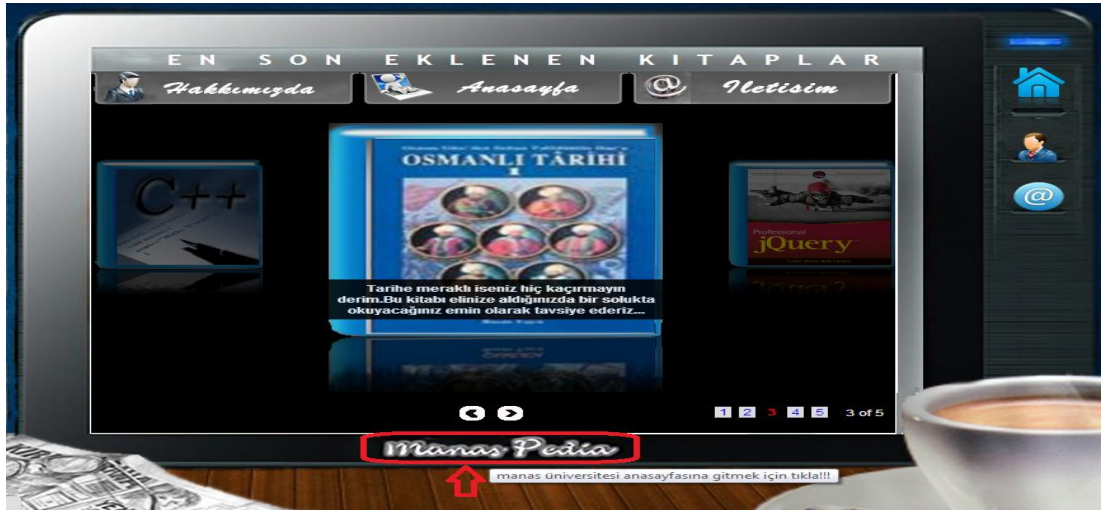 EN SON EKLENEN KITAPLAR
Hakkımızda Anasayfa Iletisim
OSMANLI TÂRİHİ
1
C++
Professional
jQuery
Tarihe meraklı iseniz hiç kaçırmayın
derim.Bu kitabı elinize aldığınızda bir solukta
okuyacağınız emin olarak tavsiye ederiz...
1 2 3 4 5 3 of 5
Manas Pedia
manas üniversitesi anasayfasına gitmek için tıkla!!!